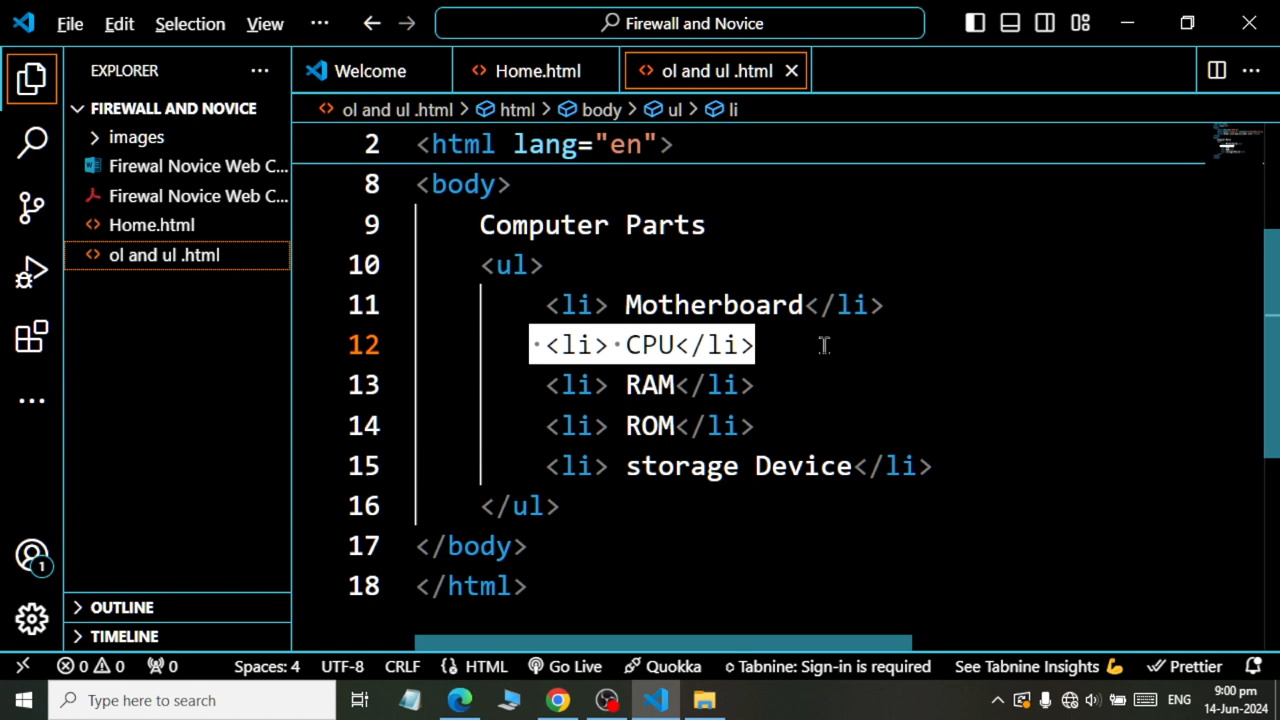 File Edit Selection View ··· Firewall and Novice
EXPLORER ···
Welcome Home.html ol and ul .html
FIREWALL AND NOVICE
images
Firewal Novice Web C...
Firewal Novice Web C...
Home.html
ol and ul .html
OUTLINE
TIMELINE
ol and ul .html > html > body > ul > li
2 <html lang="en">
8 <body>
9 Computer Parts
10 <ul>
11 <li> Motherboard</li>
12 <li> CPU</li>
13 <li> RAM</li>
14 <li> ROM</li>
15 <li> storage Device</li>
16 </ul>
17 </body>
18 </html>
1
0 0 0 Spaces: 4 UTF-8 CRLF HTML Go Live Quokka Tabnine: Sign-in is required See Tabnine Insights Prettier
Type here to search ENG 9:00 pm
14-Jun-2024